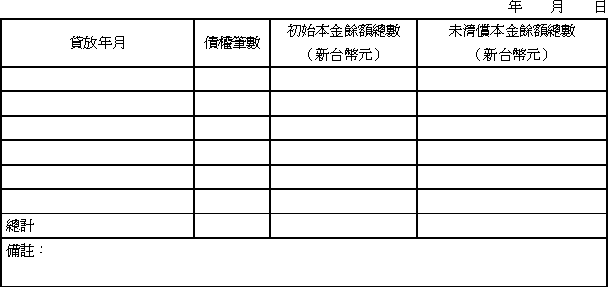 年 月 日
貸放年月 債權筆數 初始本金餘額總數 未清償本金餘額總數
（新台幣元） （新台幣元）
總計
備註：